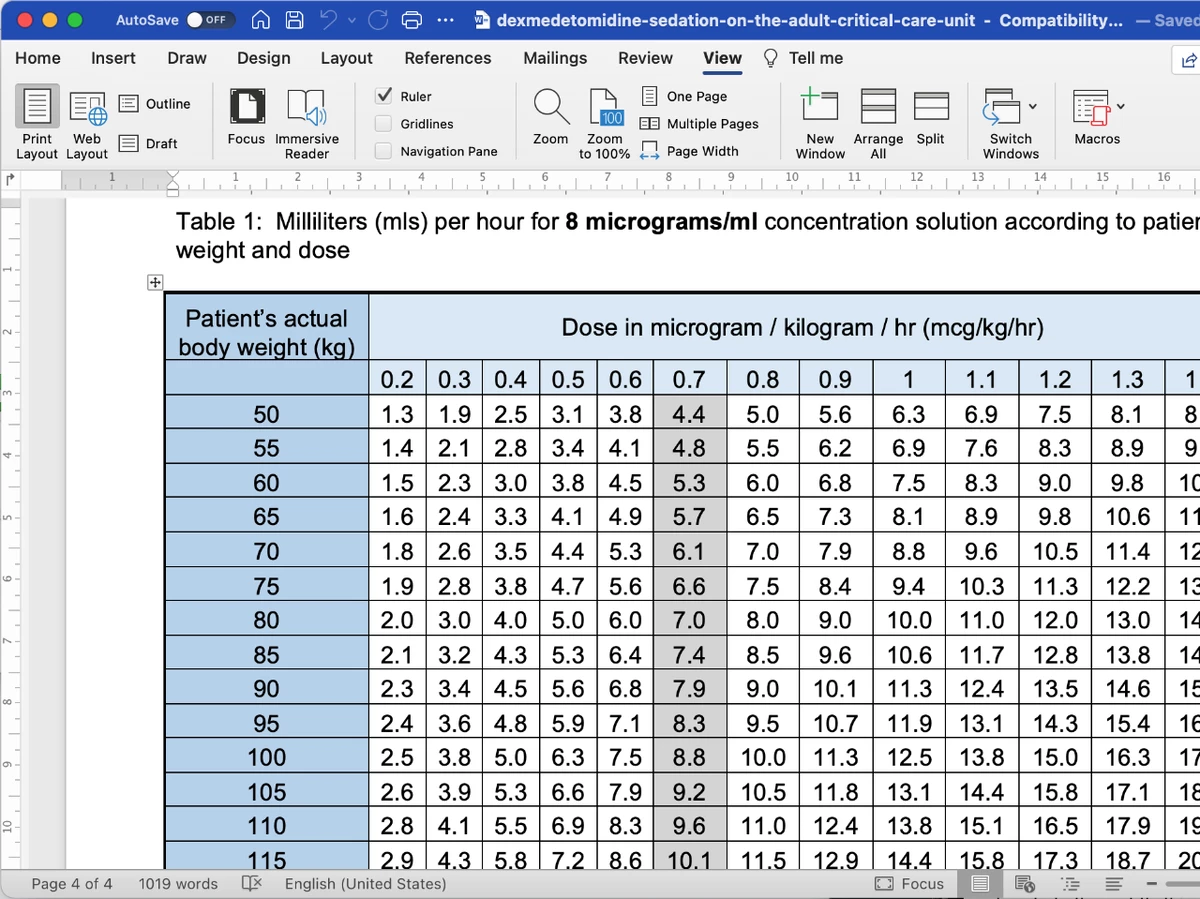 AutoSave OFF dexmedetomidine-sedation-on-the-adult-critical-care-unit - Compatibility... — Saved
Home Insert Draw Design Layout References Mailings Review View Tell me
Print Layout
Web Layout
Outline
Draft
Focus
Immersive Reader
Ruler
Gridlines
Navigation Pane
Zoom
100
Zoom to 100%
One Page
Multiple Pages
Page Width
New Window
Arrange All
Split
Switch Windows
Macros
1 1 2 3 4 5 6 7 8 9 10 11 12 13 14 15 16
Table 1: Milliliters (mls) per hour for 8 micrograms/ml concentration solution according to patien
weight and dose
Patient's actual body weight (kg) Dose in microgram / kilogram / hr (mcg/kg/hr)
0.2 0.3 0.4 0.5 0.6 0.7 0.8 0.9 1 1.1 1.2 1.3 1
50 1.3 1.9 2.5 3.1 3.8 4.4 5.0 5.6 6.3 6.9 7.5 8.1 8
55 1.4 2.1 2.8 3.4 4.1 4.8 5.5 6.2 6.9 7.6 8.3 8.9 9
60 1.5 2.3 3.0 3.8 4.5 5.3 6.0 6.8 7.5 8.3 9.0 9.8 10
65 1.6 2.4 3.3 4.1 4.9 5.7 6.5 7.3 8.1 8.9 9.8 10.6 11
70 1.8 2.6 3.5 4.4 5.3 6.1 7.0 7.9 8.8 9.6 10.5 11.4 12
75 1.9 2.8 3.8 4.7 5.6 6.6 7.5 8.4 9.4 10.3 11.3 12.2 13
80 2.0 3.0 4.0 5.0 6.0 7.0 8.0 9.0 10.0 11.0 12.0 13.0 14
85 2.1 3.2 4.3 5.3 6.4 7.4 8.5 9.6 10.6 11.7 12.8 13.8 14
90 2.3 3.4 4.5 5.6 6.8 7.9 9.0 10.1 11.3 12.4 13.5 14.6 15
95 2.4 3.6 4.8 5.9 7.1 8.3 9.5 10.7 11.9 13.1 14.3 15.4 16
100 2.5 3.8 5.0 6.3 7.5 8.8 10.0 11.3 12.5 13.8 15.0 16.3 17
105 2.6 3.9 5.3 6.6 7.9 9.2 10.5 11.8 13.1 14.4 15.8 17.1 18
110 2.8 4.1 5.5 6.9 8.3 9.6 11.0 12.4 13.8 15.1 16.5 17.9 19
115 2.9 4.3 5.8 7.2 8.6 10.1 11.5 12.9 14.4 15.8 17.3 18.7 20
Page 4 of 4 1019 words English (United States) Focus